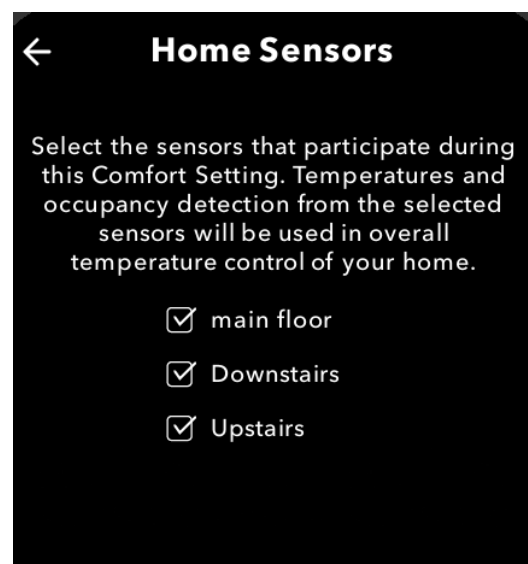 Home Sensors
Select the sensors that participate during
this Comfort Setting. Temperatures and
occupancy detection from the selected
sensors will be used in overall
temperature control of your home.
main floor
Downstairs
Upstairs